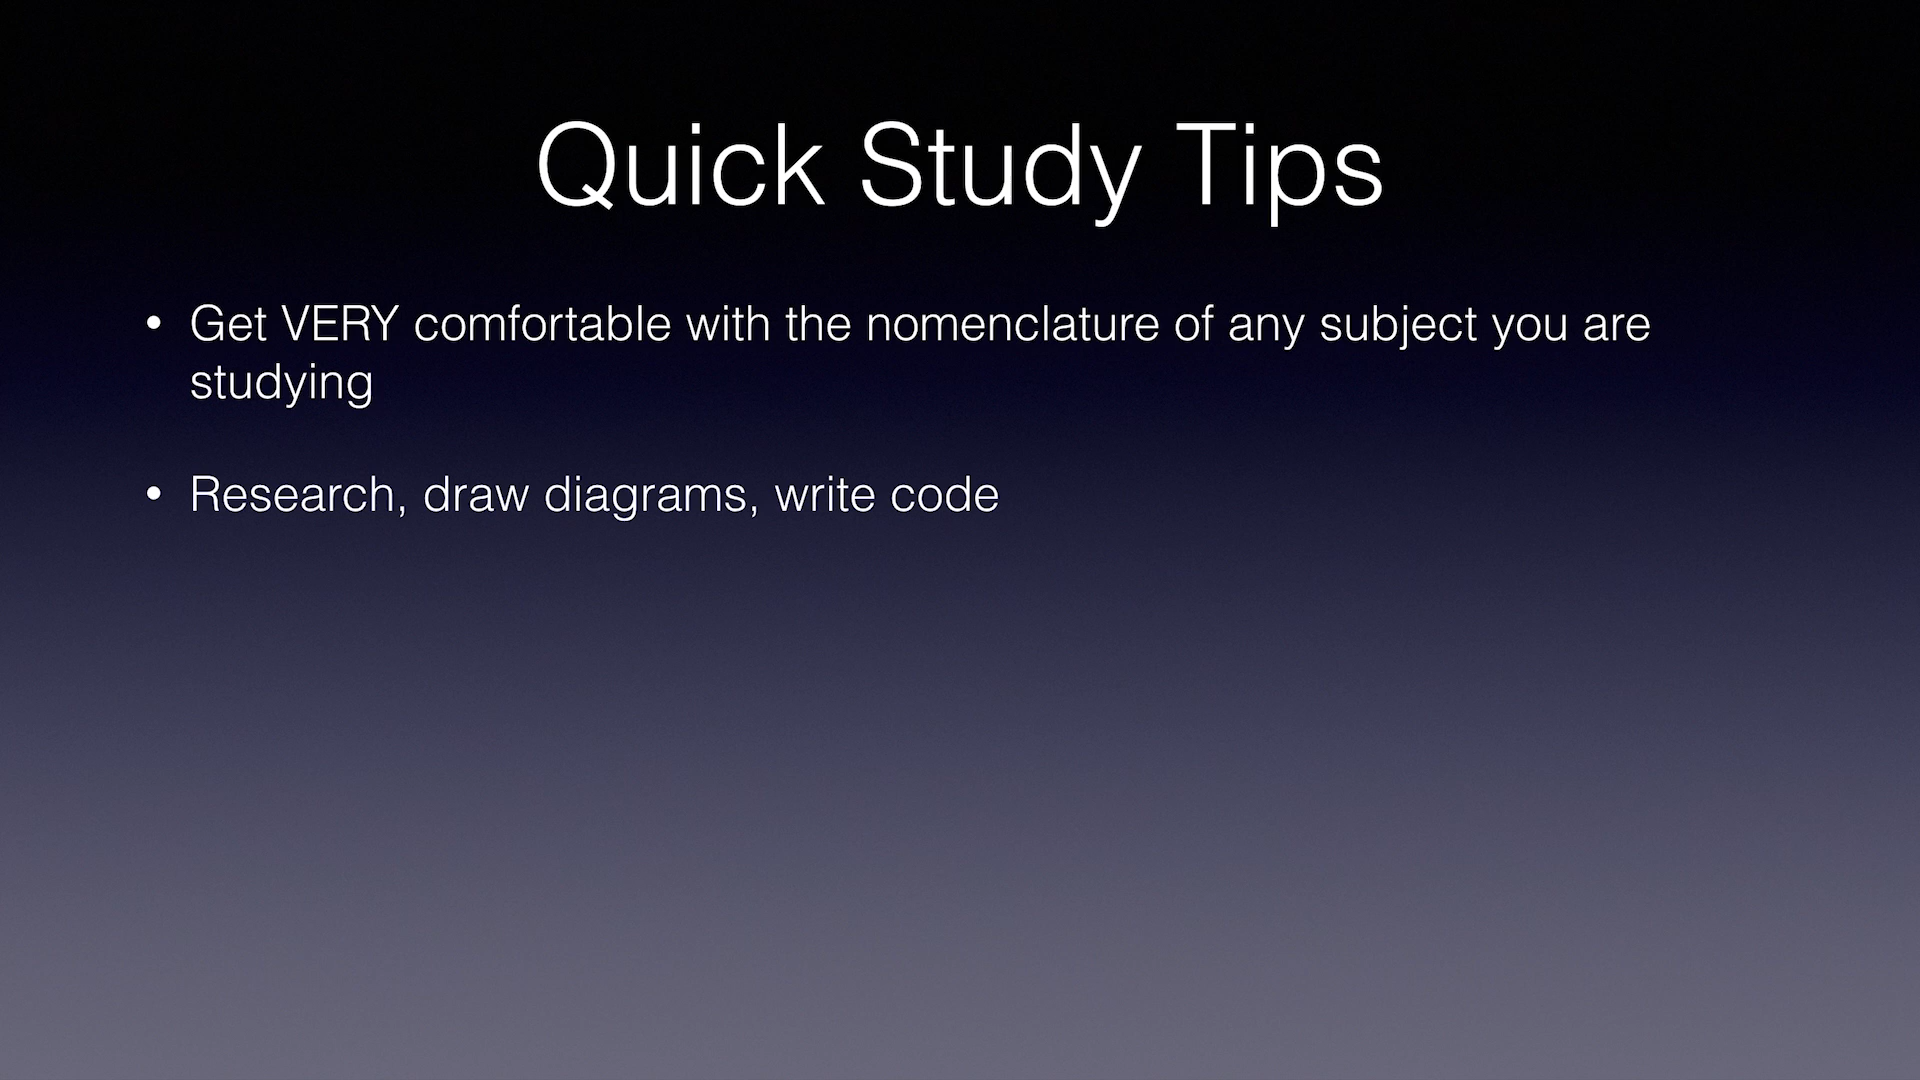 Quick Study Tips
• Get VERY comfortable with the nomenclature of any subject you are
studying
• Research, draw diagrams, write code